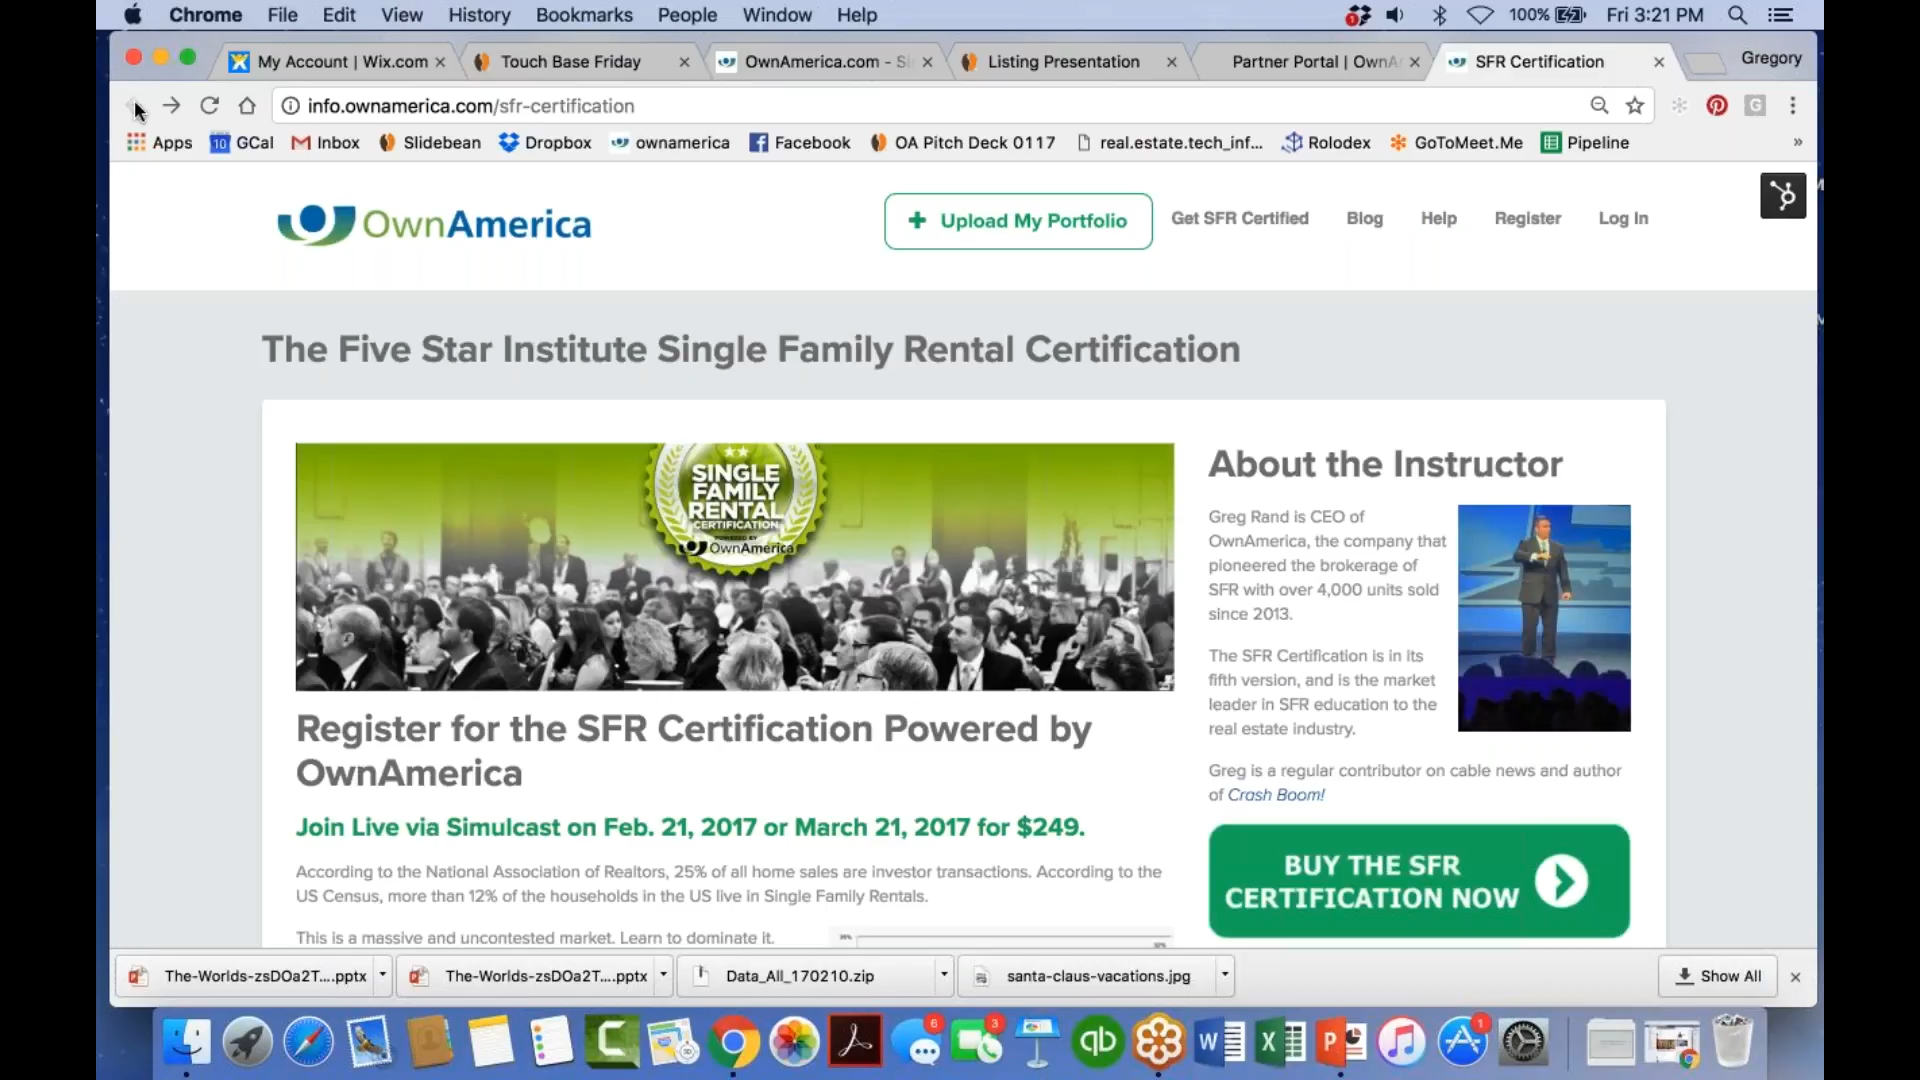 Chrome File Edit View History Bookmarks People Window Help 1 100% Fri 3:21 PM
My Account | Wix.com Touch Base Friday OwnAmerica.com - Si Listing Presentation Partner Portal | OwnA SFR Certification Gregory
info.ownamerica.com/sfr-certification G
Apps 10 GCal Inbox Slidebean Dropbox ownamerica Facebook OA Pitch Deck 0117 real.estate.tech_inf... Rolodex GoToMeet.Me Pipeline »
OwnAmerica + Upload My Portfolio Get SFR Certified Blog Help Register Log In
The Five Star Institute Single Family Rental Certification
SINGLE
FAMILY
RENTAL
CERTIFICATION
POWERED BY
OwnAmerica
Register for the SFR Certification Powered by
OwnAmerica
Join Live via Simulcast on Feb. 21, 2017 or March 21, 2017 for $249.
According to the National Association of Realtors, 25% of all home sales are investor transactions. According to the
US Census, more than 12% of the households in the US live in Single Family Rentals.
This is a massive and uncontested market. Learn to dominate it.
About the Instructor
Greg Rand is CEO of
OwnAmerica, the company that
pioneered the brokerage of
SFR with over 4,000 units sold
since 2013.
The SFR Certification is in its
fifth version, and is the market
leader in SFR education to the
real estate industry.
Greg is a regular contributor on cable news and author
of Crash Boom!
BUY THE SFR
CERTIFICATION NOW
The-Worlds-zsDOa2T....pptx The-Worlds-zsDOa2T....pptx Data_All_170210.zip santa-claus-vacations.jpg Show All
6 3 qb W X P 1